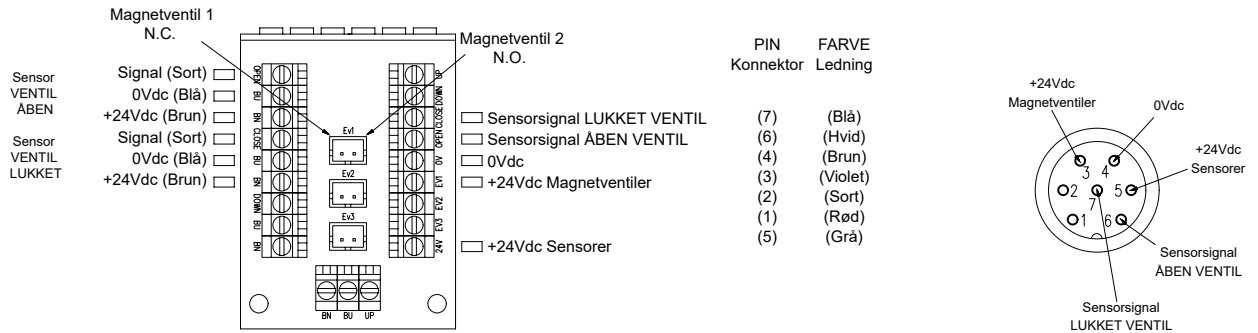 Magnetventil 1
N.C.
Magnetventil 2
N.O.
Sensor
VENTIL
ÅBEN
Signal (Sort)
0Vdc (Blå)
+24Vdc (Brun)
Sensor
VENTIL
LUKKET
Signal (Sort)
0Vdc (Blå)
+24Vdc (Brun)
OPEN
BU
BN
CLOSE
BU
BN
DOWN
BU
BN
Ev1
Ev2
Ev3
BN BU UP
UP
DOWN
CLOSE
OPEN
0V
EV1
EV2
EV3
24V
Sensorsignal LUKKET VENTIL
Sensorsignal ÅBEN VENTIL
0Vdc
+24Vdc Magnetventiler
+24Vdc Sensorer
PIN FARVE
Konnektor Ledning
(7) (Blå)
(6) (Hvid)
(4) (Brun)
(3) (Violet)
(2) (Sort)
(1) (Rød)
(5) (Grå)
+24Vdc
Magnetventiler
0Vdc
+24Vdc
Sensorer
3 4
2 5
7
1 6
Sensorsignal
ÅBEN VENTIL
Sensorsignal
LUKKET VENTIL